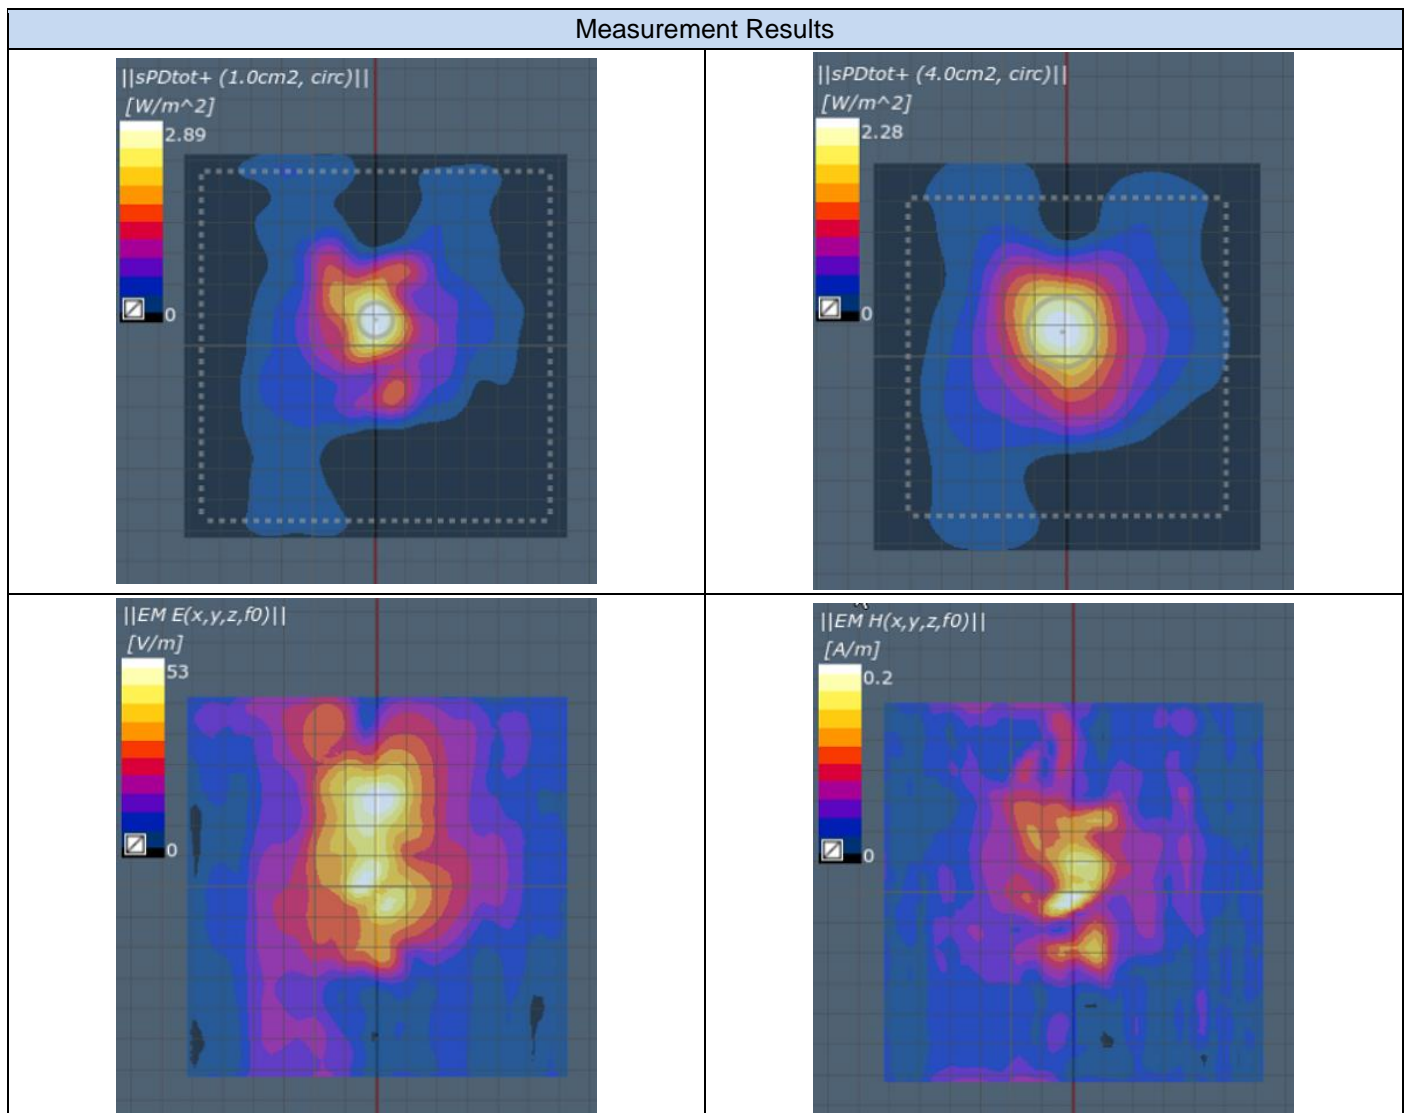 Measurement Results
||sPDtot+ (1.0cm2, circ)||
[W/m^2]
2.89
0
||sPDtot+ (4.0cm2, circ)||
[W/m^2]
2.28
0
||EM E(x,y,z,f0)||
[V/m]
53
0
||EM H(x,y,z,f0)||
[A/m]
0.2
0